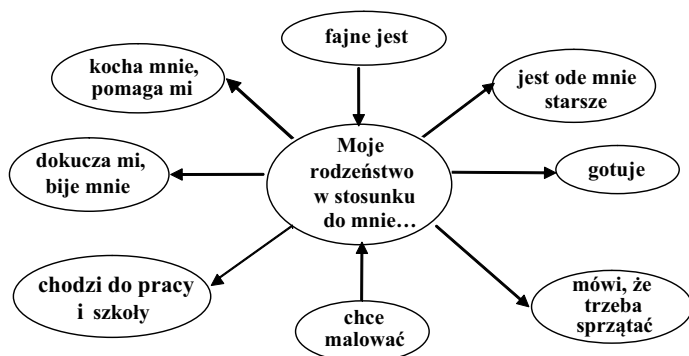 fajne jest
kocha mnie,
pomaga mi
jest ode mnie
starsze
Moje
rodzeństwo
w stosunku
do mnie...
dokucza mi,
bije mnie
gotuje
chodzi do pracy
i szkoły
chce
malować
mówi, że
trzeba
sprzątać